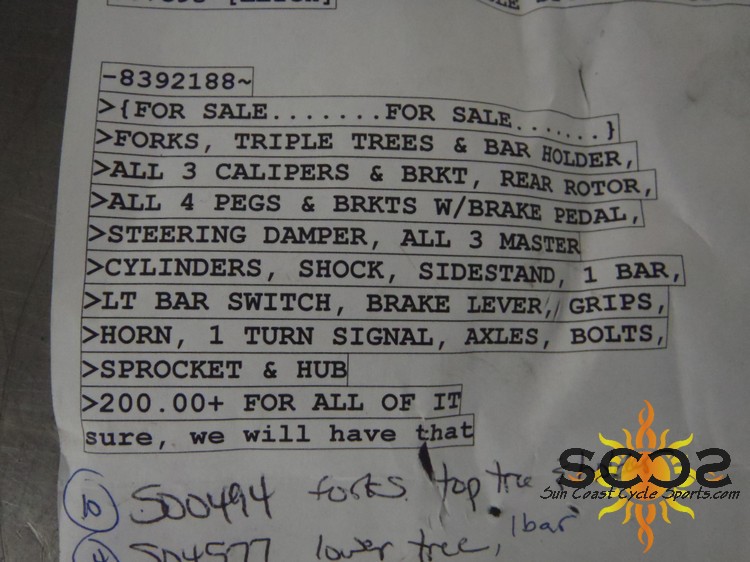 -8392188~
>{FOR SALE.......FOR SALE.......}
>FORKS, TRIPLE TREES & BAR HOLDER,
>ALL 3 CALIPERS & BRKT, REAR ROTOR,
>ALL 4 PEGS & BRKTS W/BRAKE PEDAL,
>STEERING DAMPER, ALL 3 MASTER
>CYLINDERS, SHOCK, SIDESTAND, 1 BAR,
>LT BAR SWITCH, BRAKE LEVER, GRIPS,
>HORN, 1 TURN SIGNAL, AXLES, BOLTS,
>SPROCKET & HUB
>200.00+ FOR ALL OF IT
sure, we will have that
SCCS
Sun Coast Cycle Sports.com
10 SD0494 forks top tree
SD4577 lower tree, 1 bar